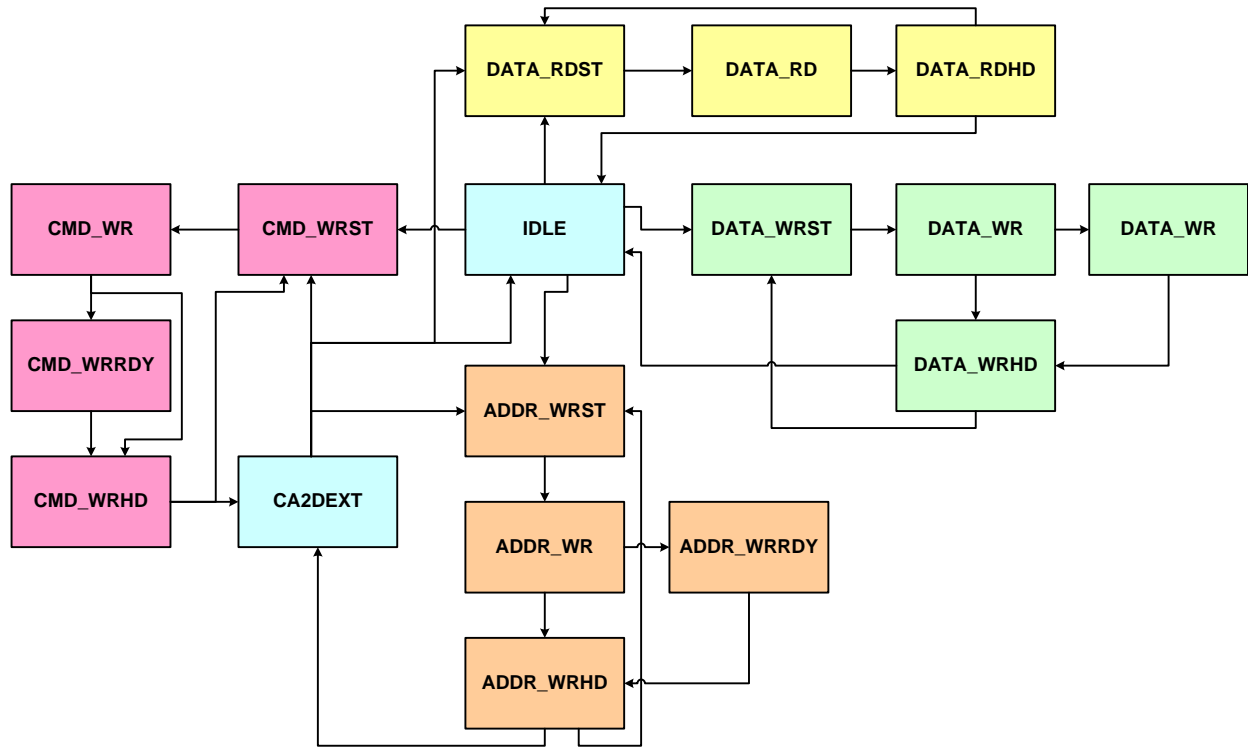 DATA_RDST
DATA_RD
DATA_RDHD
CMD_WR
CMD_WRST
IDLE
DATA_WRST
DATA_WR
DATA_WR
CMD_WRRDY
DATA_WRHD
ADDR_WRST
CMD_WRHD
CA2DEXT
ADDR_WR
ADDR_WRRDY
ADDR_WRHD